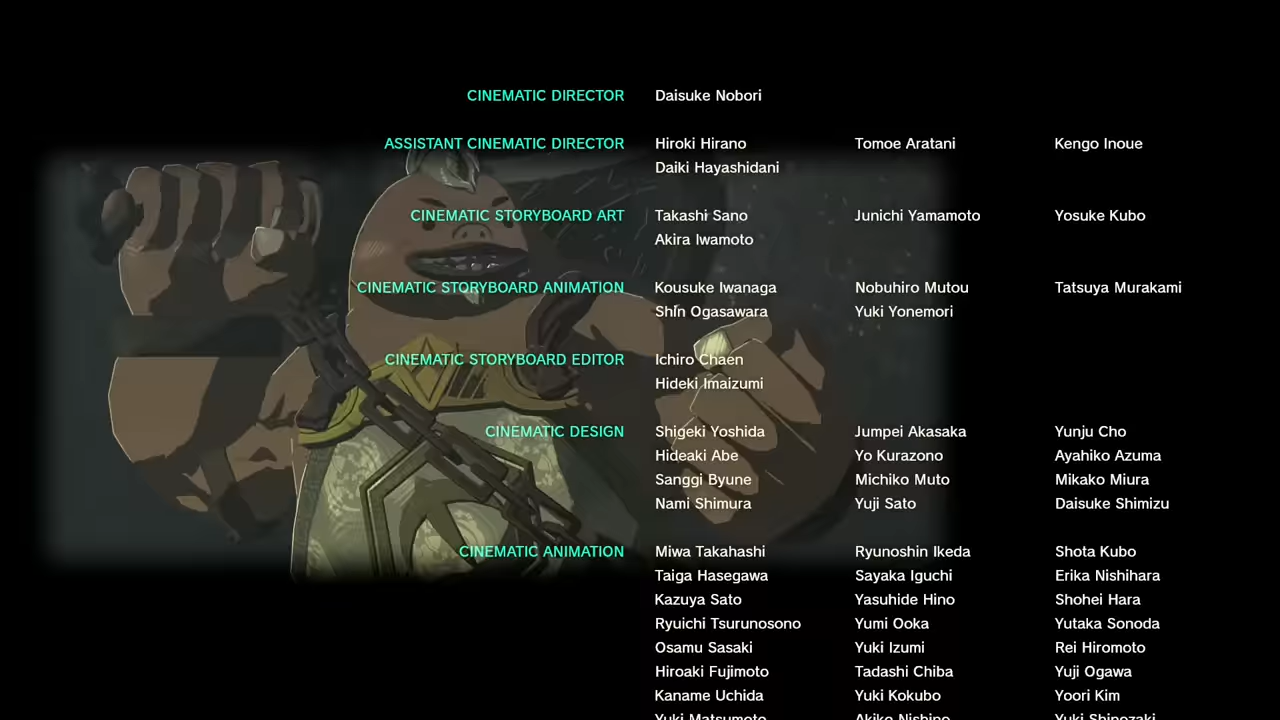 CINEMATIC DIRECTOR Daisuke Nobori
ASSISTANT CINEMATIC DIRECTOR Hiroki Hirano Tomoe Aratani Kengo Inoue
Daiki Hayashidani
CINEMATIC STORYBOARD ART Takashi Sano Junichi Yamamoto Yosuke Kubo
Akira Iwamoto
CINEMATIC STORYBOARD ANIMATION Kousuke Iwanaga Nobuhiro Mutou Tatsuya Murakami
Shin Ogasawara Yuki Yonemori
CINEMATIC STORYBOARD EDITOR Ichiro Chaen
Hideki Imaizumi
CINEMATIC DESIGN Shigeki Yoshida Jumpei Akasaka Yunju Cho
Hideaki Abe Yo Kurazono Ayahiko Azuma
Sanggi Byune Michiko Muto Mikako Miura
Nami Shimura Yuji Sato Daisuke Shimizu
CINEMATIC ANIMATION Miwa Takahashi Ryunoshin Ikeda Shota Kubo
Taiga Hasegawa Sayaka Iguchi Erika Nishihara
Kazuya Sato Yasuhide Hino Shohei Hara
Ryuichi Tsurunosono Yumi Ooka Yutaka Sonoda
Osamu Sasaki Yuki Izumi Rei Hiromoto
Hiroaki Fujimoto Tadashi Chiba Yuji Ogawa
Kaname Uchida Yuki Kokubo Yoori Kim
Yuki Matsumoto Akiko Nishino Yuki